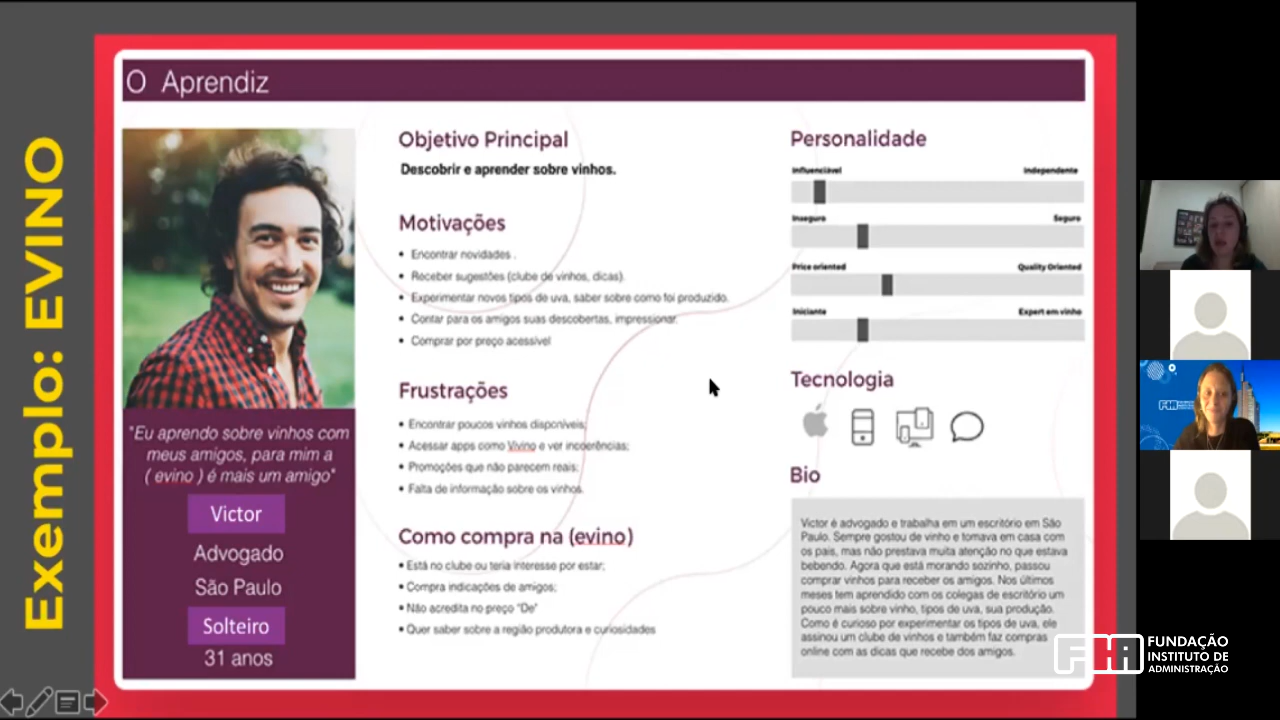 Exemplo: EVINO
O Aprendiz
"Eu aprendo sobre vinhos com
meus amigos, para mim a
( evino ) é mais um amigo"
Victor
Advogado
São Paulo
Solteiro
31 anos
Objetivo Principal
Descobrir e aprender sobre vinhos.
Motivações
• Encontrar novidades .
• Receber sugestões (clube de vinhos, dicas).
• Experimentar novos tipos de uva, saber sobre como foi produzido.
• Contar para os amigos suas descobertas, impressionar.
• Comprar por preço acessível
Frustrações
• Encontrar poucos vinhos disponíveis;
• Acessar apps como Vivino e ver incoerências;
• Promoções que não parecem reais;
• Falta de informação sobre os vinhos.
Como compra na (evino)
• Está no clube ou teria interesse por estar;
• Compra indicações de amigos;
• Não acredita no preço "De"
• Quer saber sobre a região produtora e curiosidades
Personalidade
Influenciável Independente
Inseguro Seguro
Price oriented Quality Oriented
Iniciante Expert em vinho
Tecnologia
Bio
Victor é advogado e trabalha em um escritório em São
Paulo. Sempre gostou de vinho e tomava em casa com
os pais, mas não prestava muita atenção no que estava
bebendo. Agora que está morando sozinho, passou
comprar vinhos para receber os amigos. Nos últimos
meses tem aprendido com os colegas de escritório um
pouco mais sobre vinho, tipos de uva, sua produção.
Como é curioso por experimentar os tipos de uva, ele
assinou um clube de vinhos e também faz compras
online com as dicas que recebe dos amigos.
FIA
FUNDAÇÃO
INSTITUTO DE
ADMINISTRAÇÃO